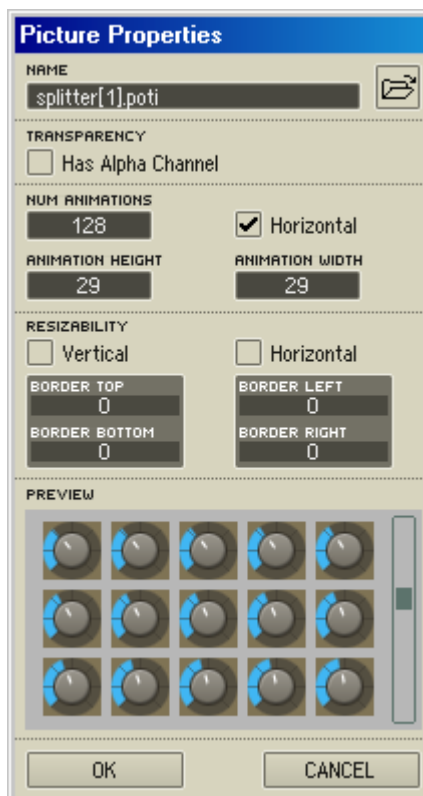 Picture Properties
NAME
splitter[1].poti
TRANSPARENCY
Has Alpha Channel
NUM ANIMATIONS
128
Horizontal
ANIMATION HEIGHT
ANIMATION WIDTH
29
29
RESIZABILITY
Vertical
Horizontal
BORDER TOP
BORDER LEFT
0
0
BORDER BOTTOM
BORDER RIGHT
0
0
PREVIEW
OK
CANCEL